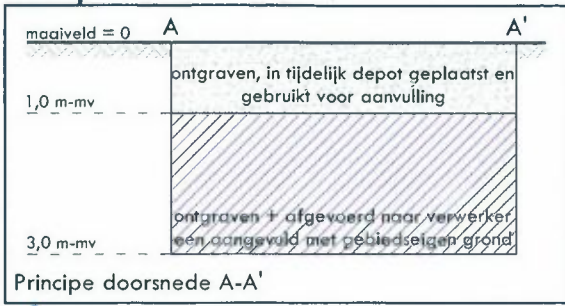 maaiveld = 0
A
A'
ontgraven, in tijdelijk depot geplaatst en
gebruikt voor aanvulling
1,0 m-mv
ontgraven + afgevoerd naar verwerker
een aangevuld met gebiedseigen grond
3,0 m-mv
Principe doorsnede A-A'